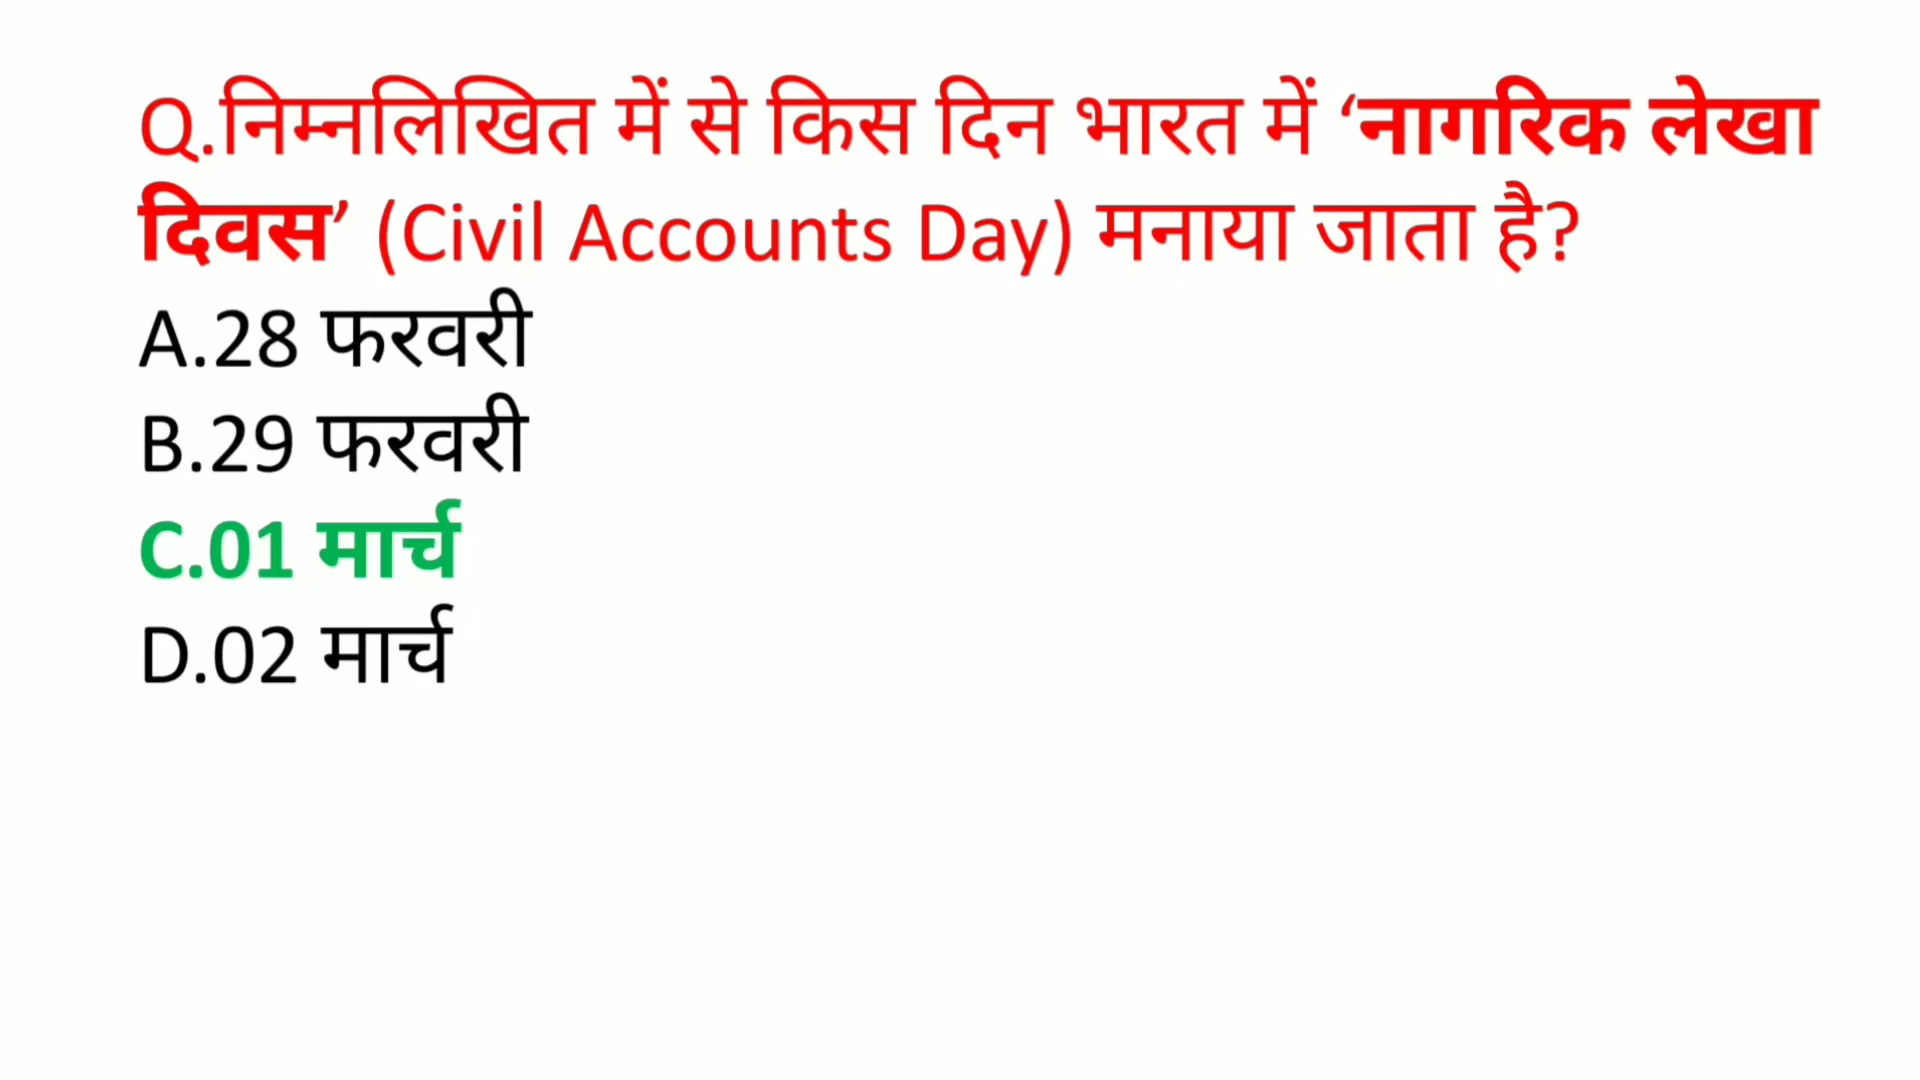 Q.निम्नलिखित में से किस दिन भारत में ‘नागरिक लेखा
दिवस’ (Civil Accounts Day) मनाया जाता है?
A.28 फरवरी
B.29 फरवरी
C.01 मार्च
D.02 मार्च